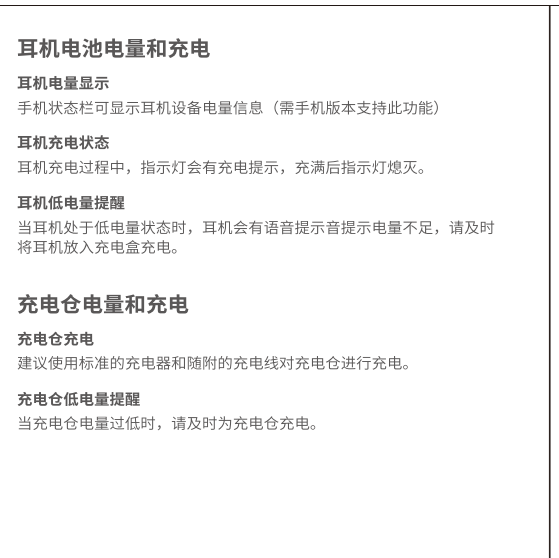 耳机电池电量和充电
耳机电量显示
手机状态栏可显示耳机设备电量信息（需手机版本支持此功能）
耳机充电状态
耳机充电过程中，指示灯会有充电提示，充满后指示灯熄灭。
耳机低电量提醒
当耳机处于低电量状态时，耳机会有语音提示音提示电量不足，请及时
将耳机放入充电盒充电。
充电仓电量和充电
充电仓充电
建议使用标准的充电器和随附的充电线对充电仓进行充电。
充电仓低电量提醒
当充电仓电量过低时，请及时为充电仓充电。